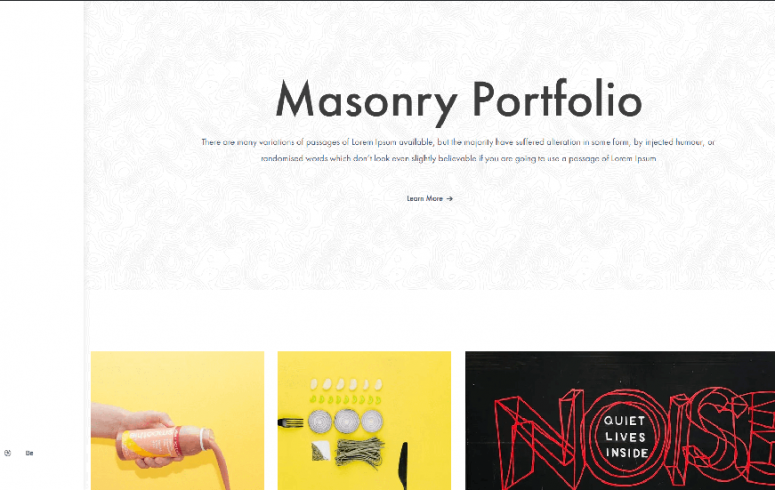 Masonry Portfolio
There are many variations of passages of Lorem Ipsum available, but the majority have suffered alteration in some form, by injected humour, or
randomised words which don't look even slightly believable if you are going to use a passage of Lorem Ipsum
Learn More →
NOISE
QUIET
LIVES
INSIDE
Bē